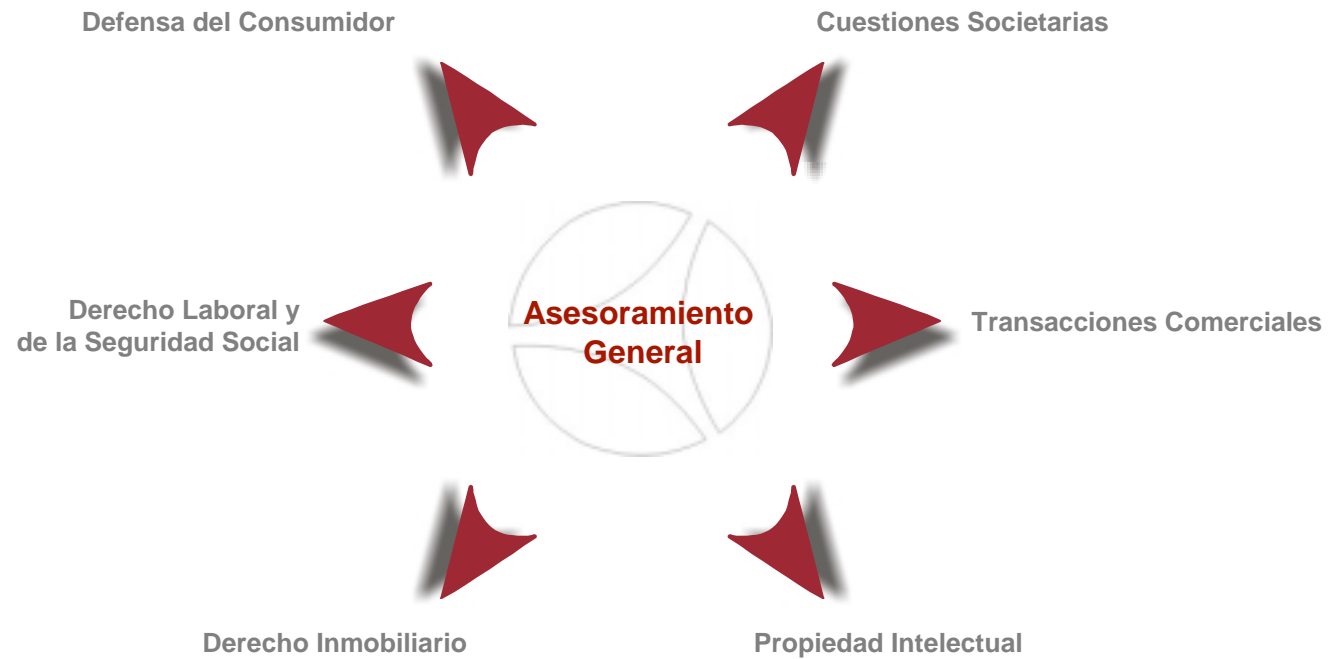 Defensa del Consumidor
Cuestiones Societarias
Derecho Laboral y
de la Seguridad Social
Asesoramiento
General
Transacciones Comerciales
Derecho Inmobiliario
Propiedad Intelectual